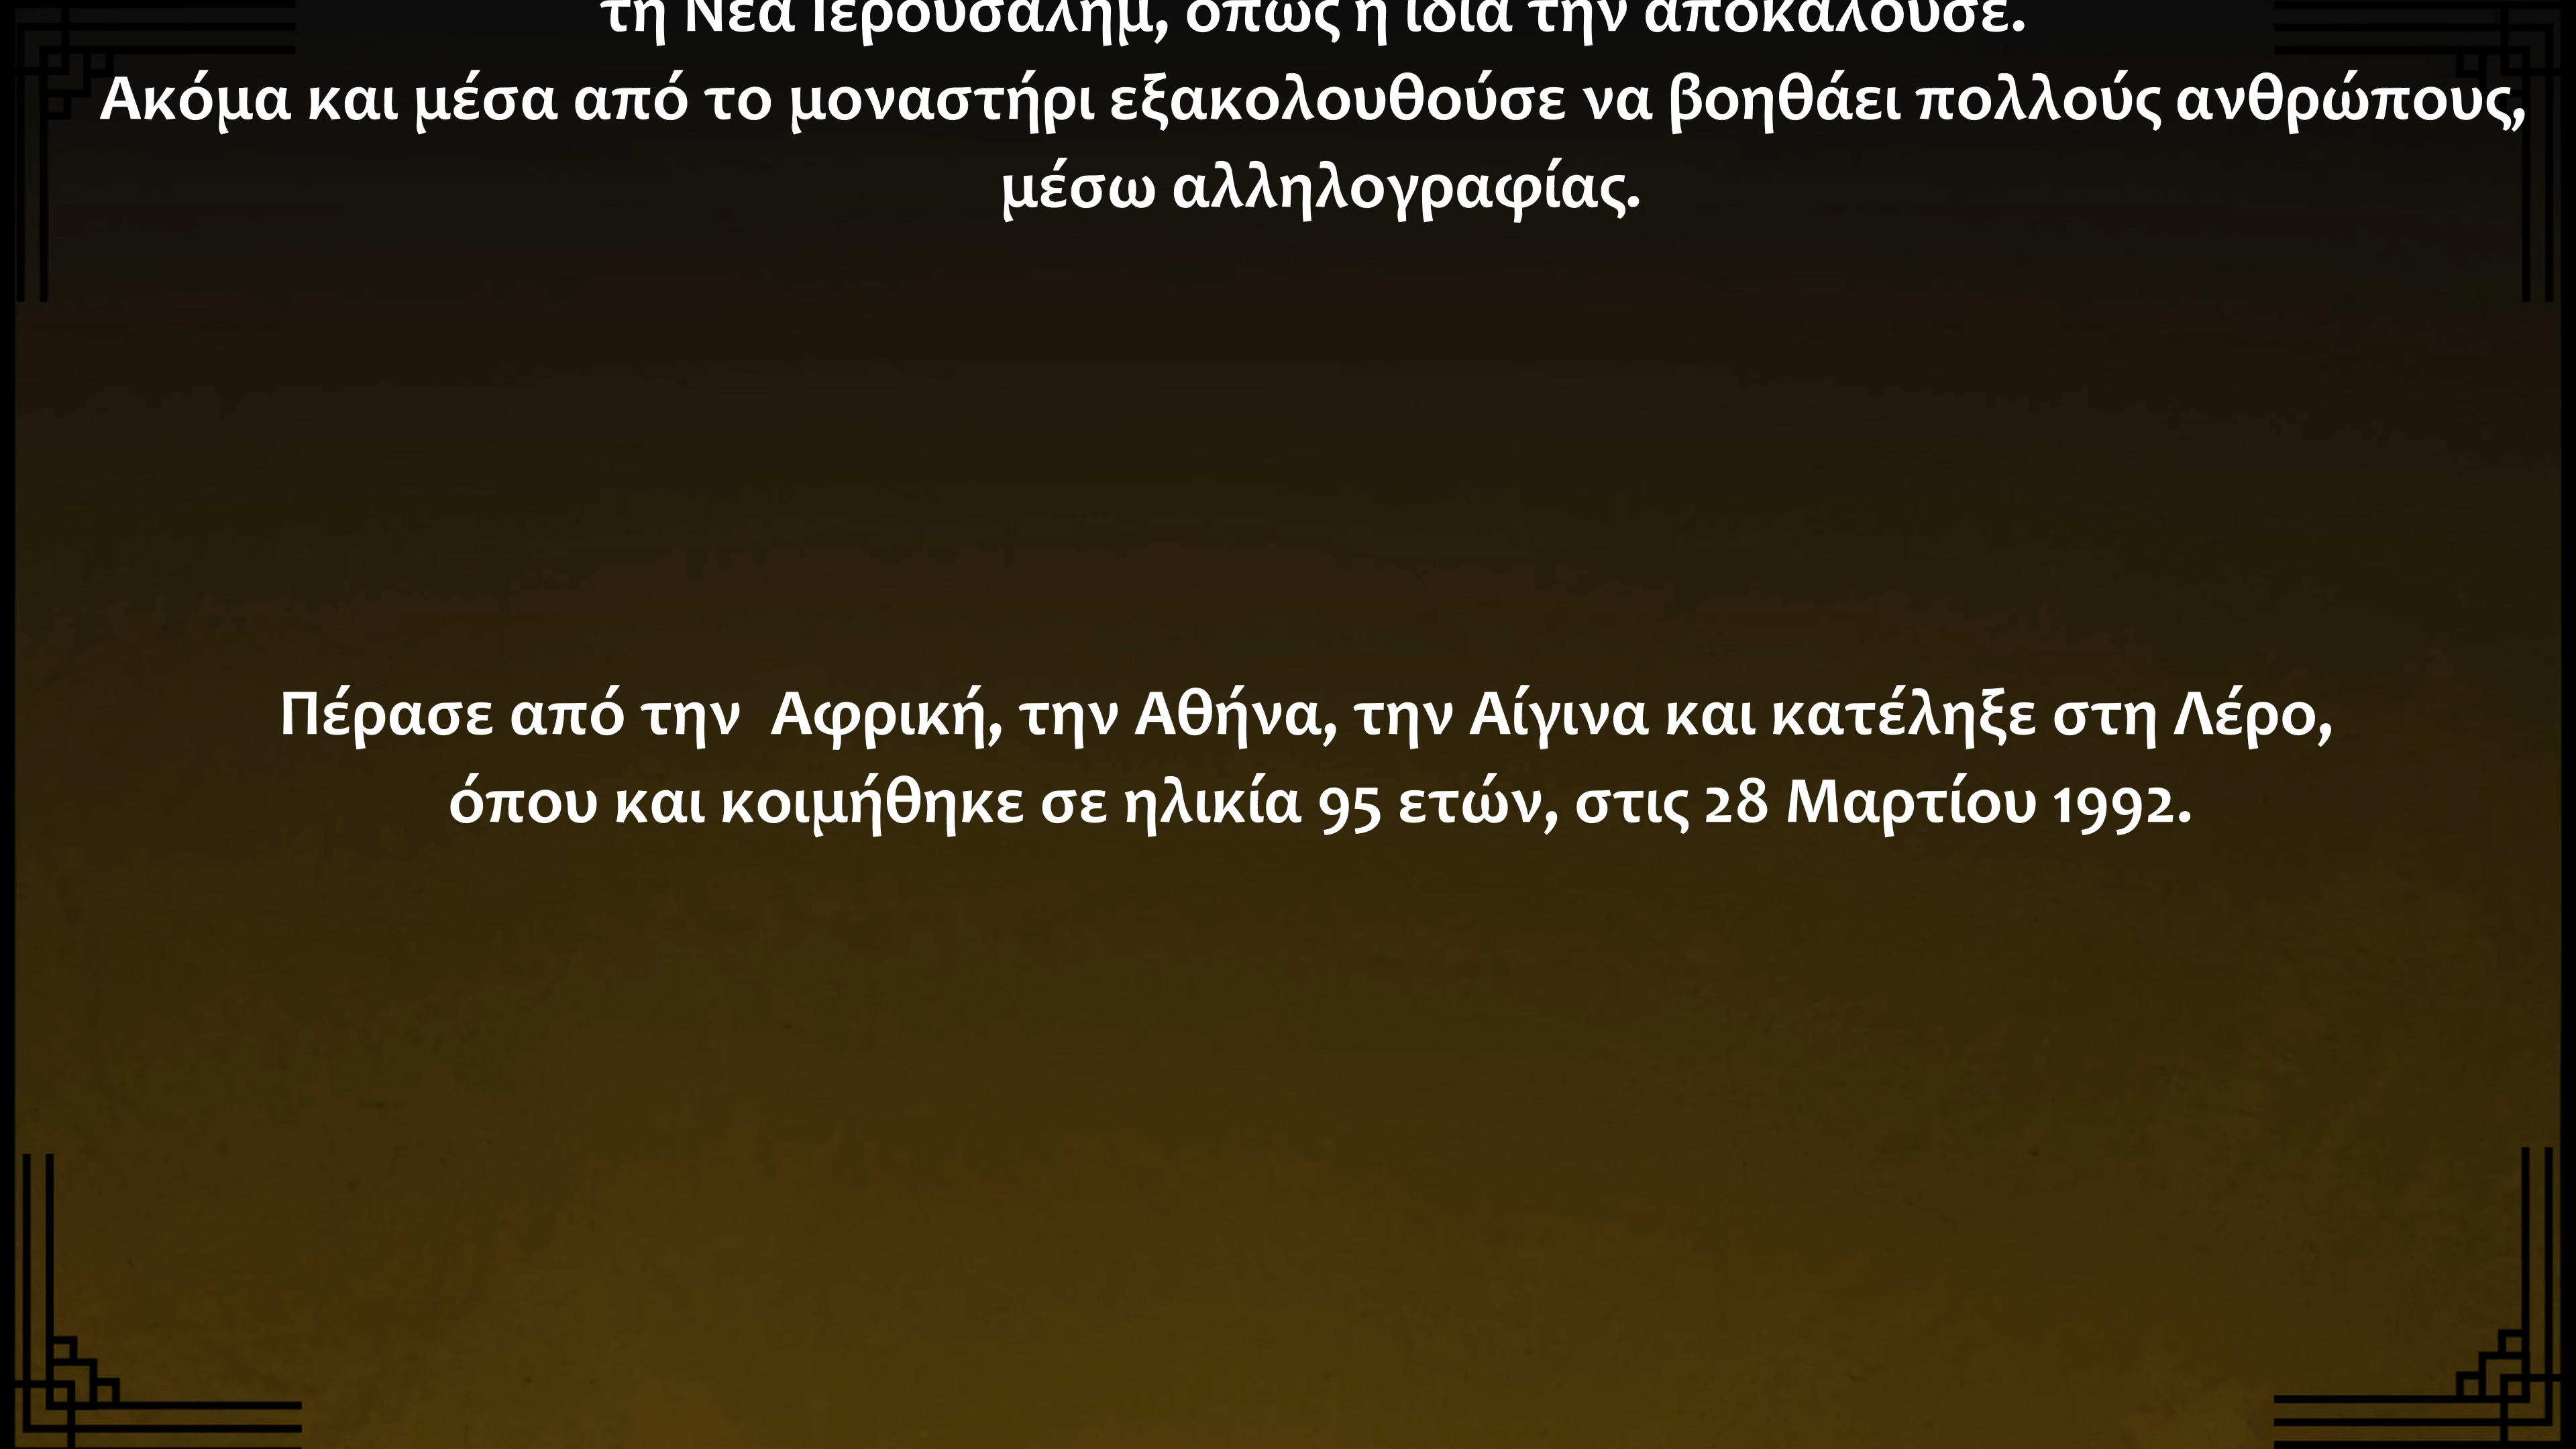 τη Νέα Ιερουσαλήμ, όπως η ίδια την αποκαλούσε.
Ακόμα και μέσα από το μοναστήρι εξακολουθούσε να βοηθάει πολλούς ανθρώπους,
μέσω αλληλογραφίας.
Πέρασε από την  Αφρική, την Αθήνα, την Αίγινα και κατέληξε στη Λέρο,
όπου και κοιμήθηκε σε ηλικία 95 ετών, στις 28 Μαρτίου 1992.